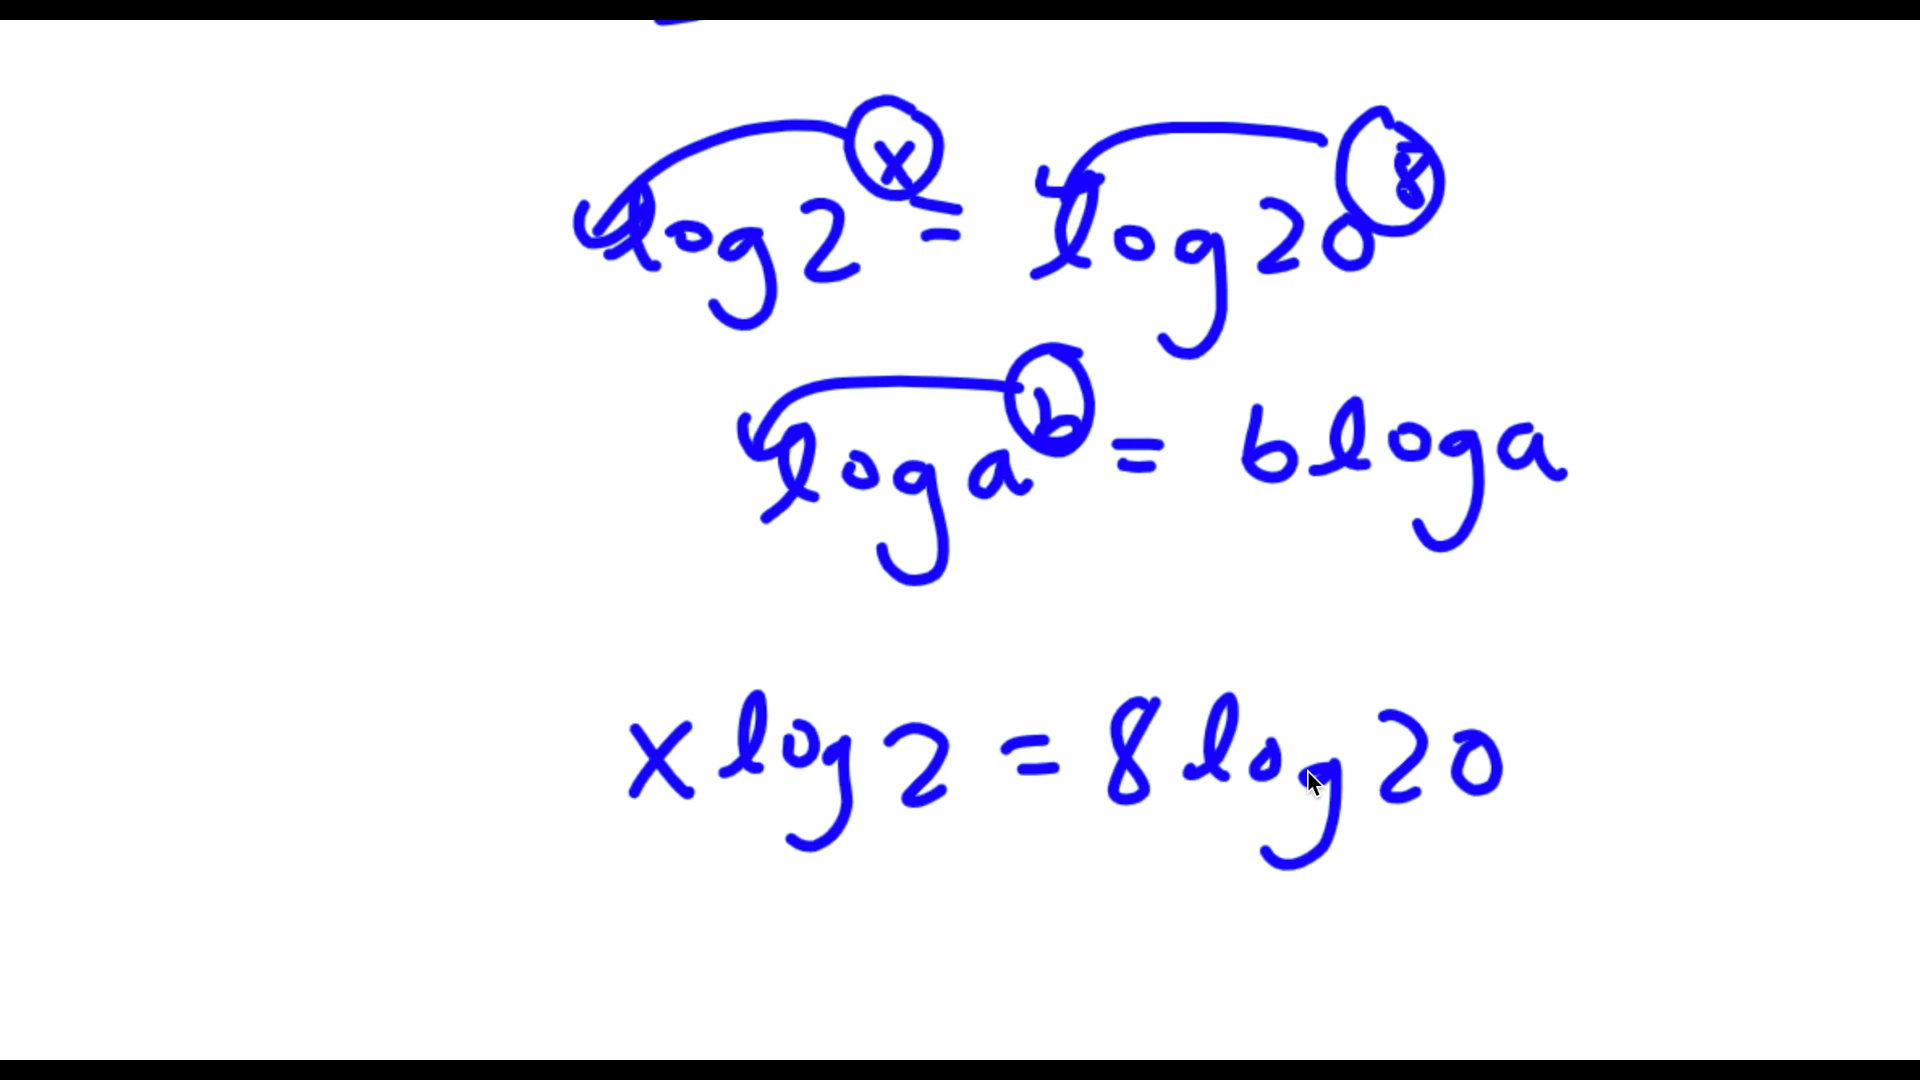 log2^x = log20^8
loga^b = bloga
xlog2 = 8log20